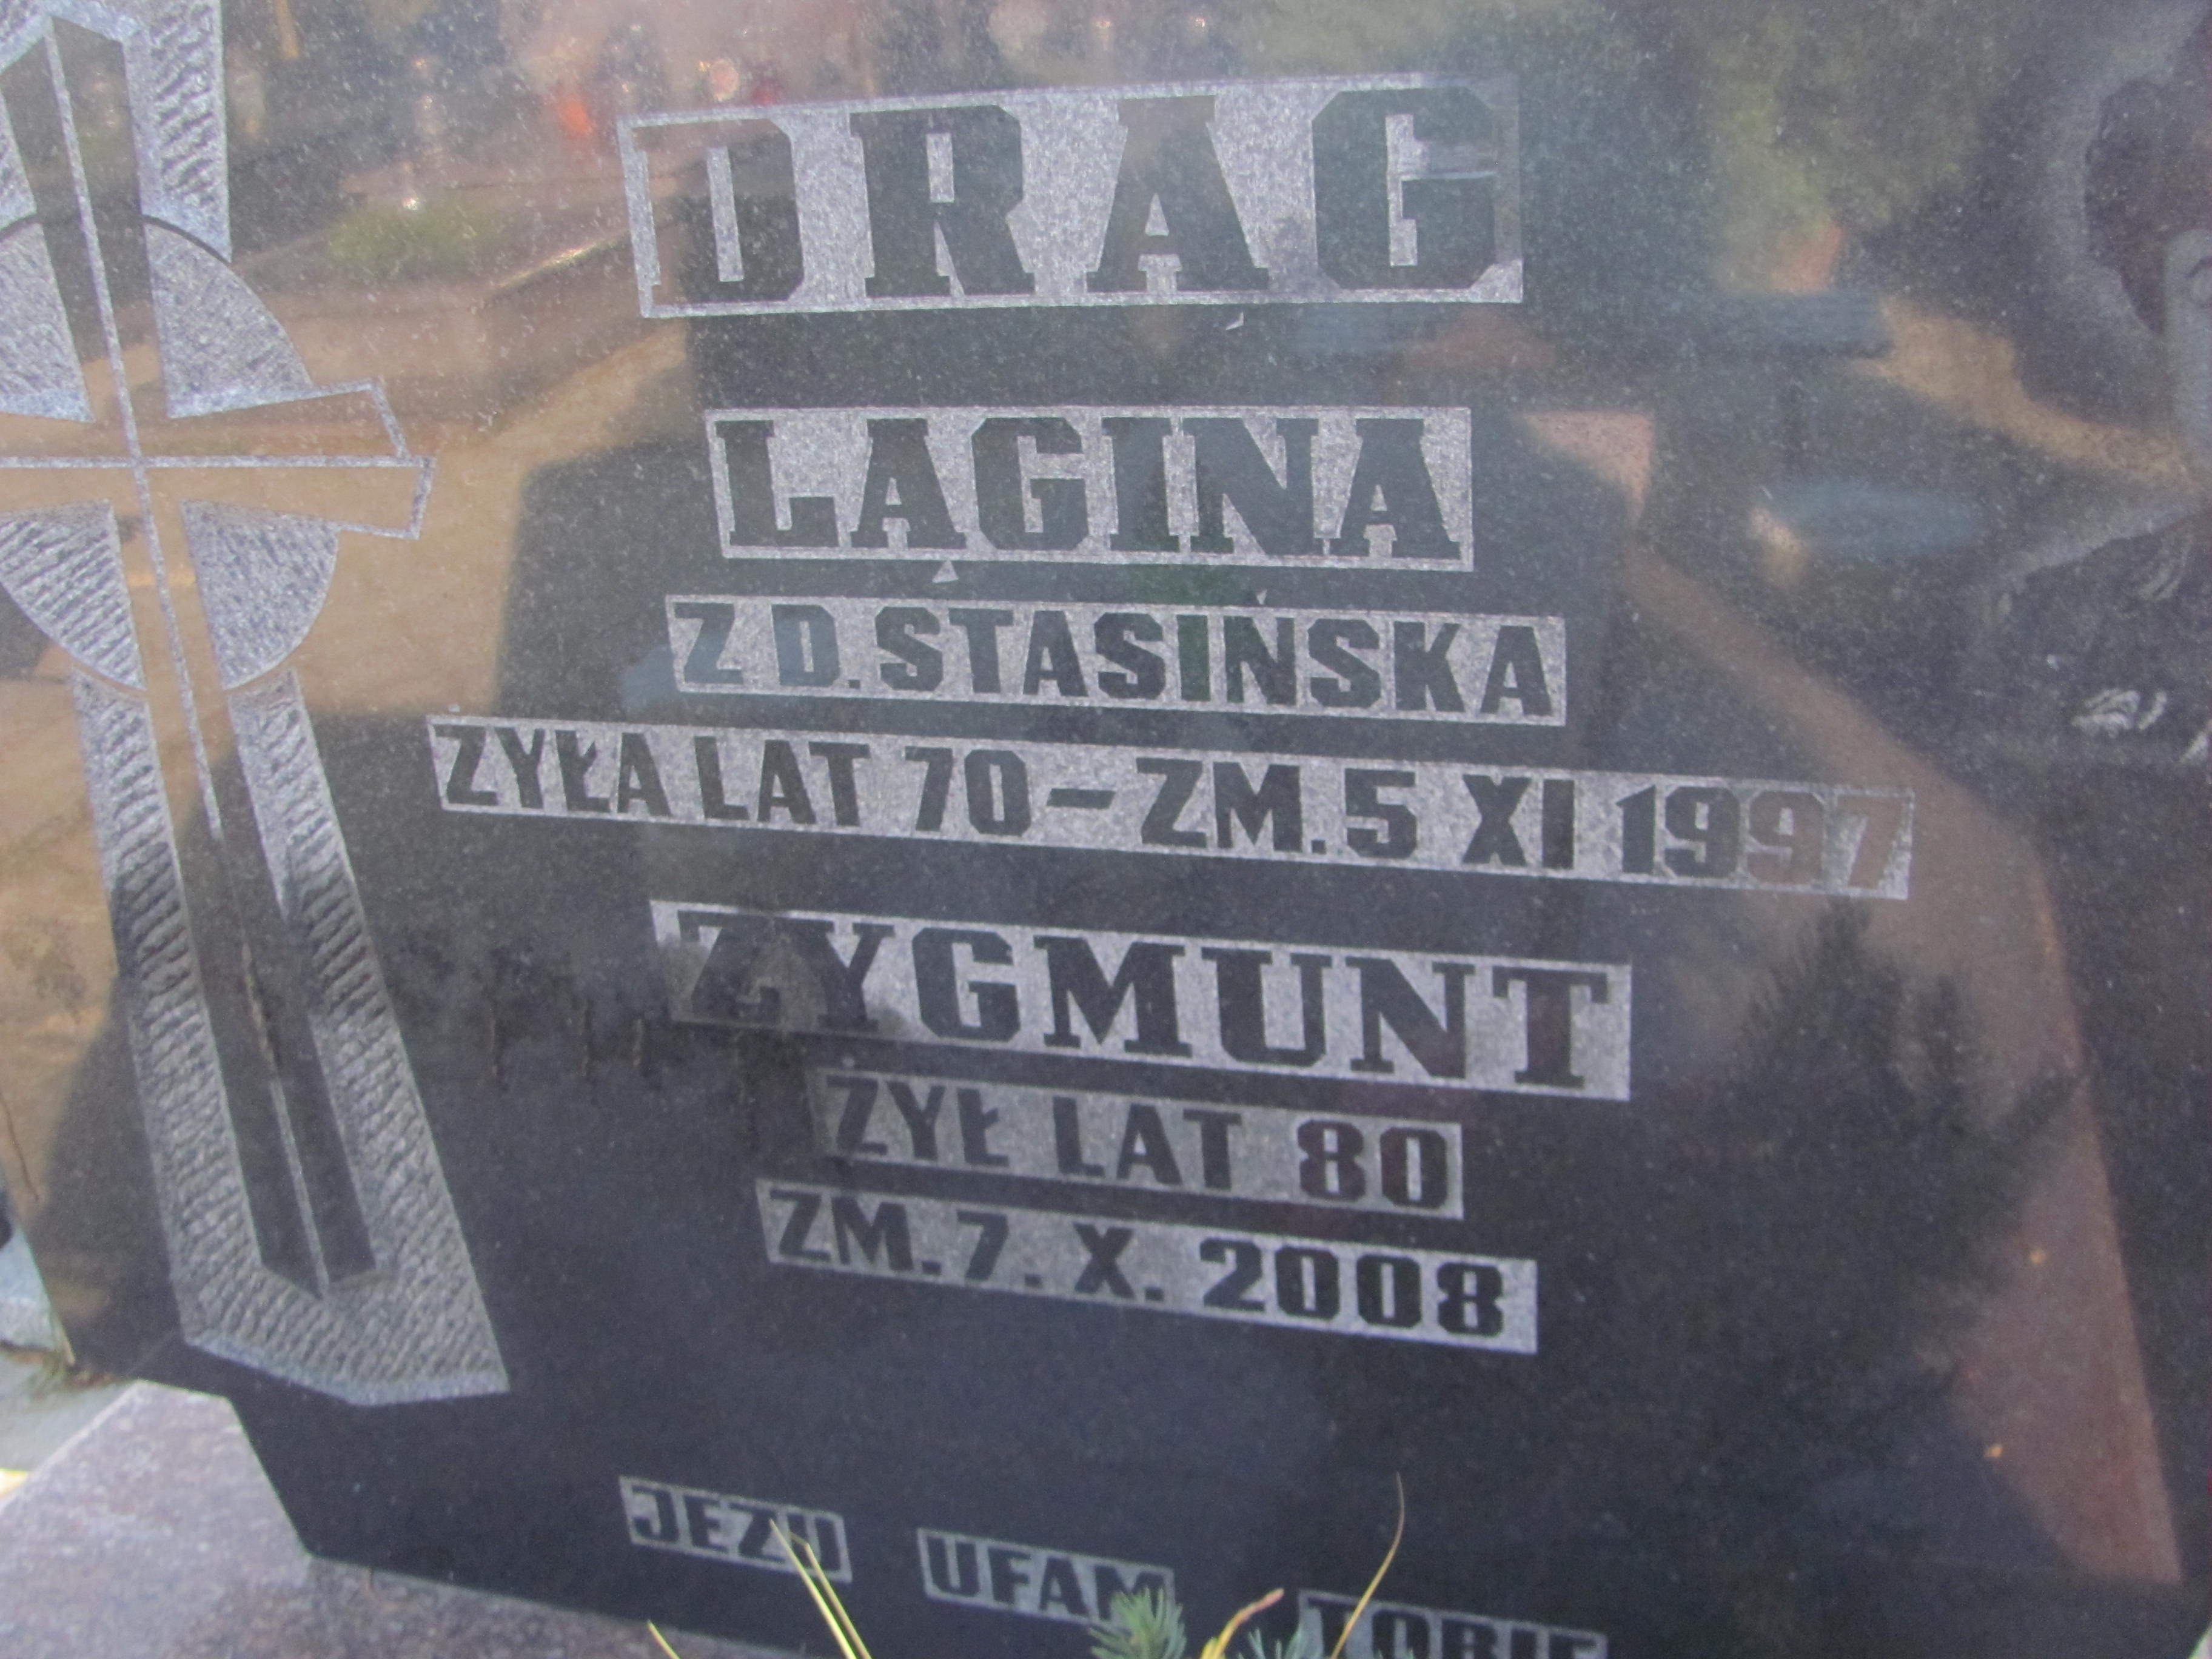 DRĄG
LĄGINA
Z D. STASIŃSKA
ŻYŁA LAT 70 – ZM. 5 XI 1997
ZYGMUNT
ŻYŁ LAT 80
ZM. 7. X. 2008
JEZU UFAM TOBIE